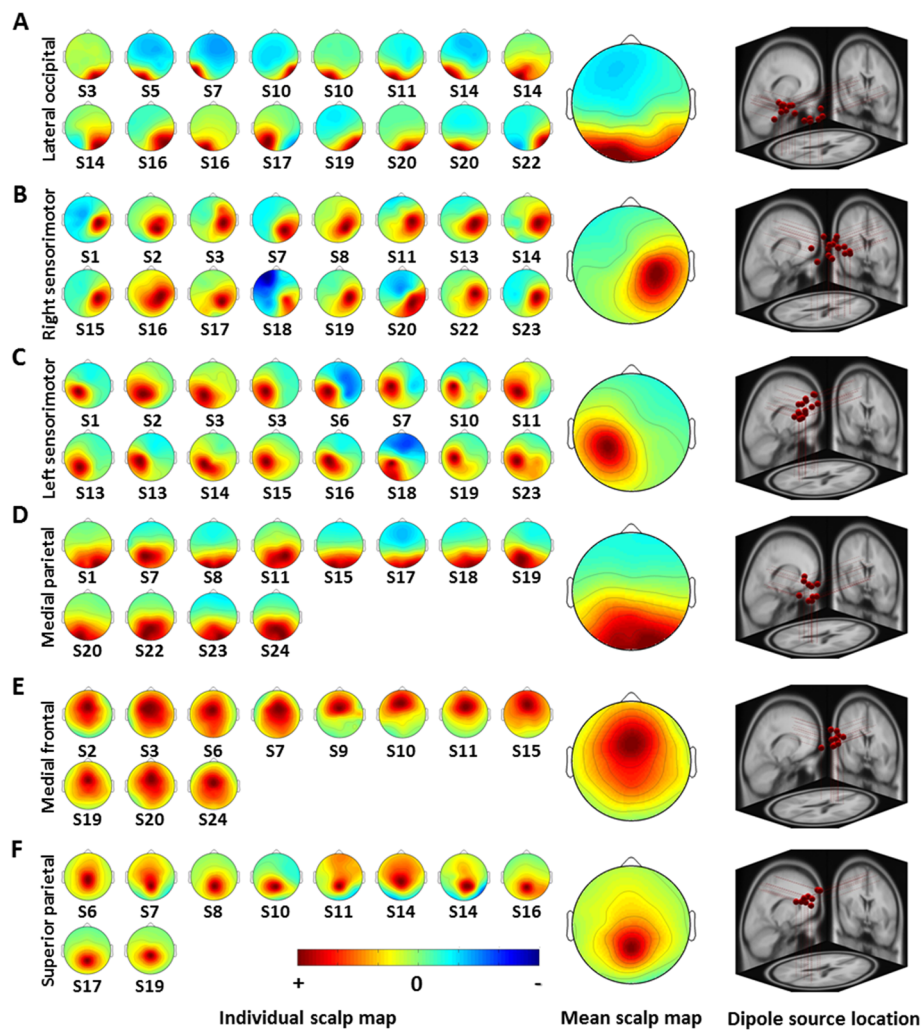 A
Lateral occipital
S3 S5 S7 S10 S10 S11 S14 S14
S14 S16 S16 S17 S19 S20 S20 S22
B
Right sensorimotor
S1 S2 S3 S7 S8 S11 S13 S14
S15 S16 S17 S18 S19 S20 S22 S23
C
Left sensorimotor
S1 S2 S3 S3 S6 S7 S10 S11
S13 S13 S14 S15 S16 S18 S19 S23
D
Medial parietal
S1 S7 S8 S11 S15 S17 S18 S19
S20 S22 S23 S24
E
Medial frontal
S2 S3 S6 S7 S9 S10 S11 S15
S19 S20 S24
F
Superior parietal
S6 S7 S8 S10 S11 S14 S14 S16
S17 S19
+ 0 -
Individual scalp map Mean scalp map Dipole source location